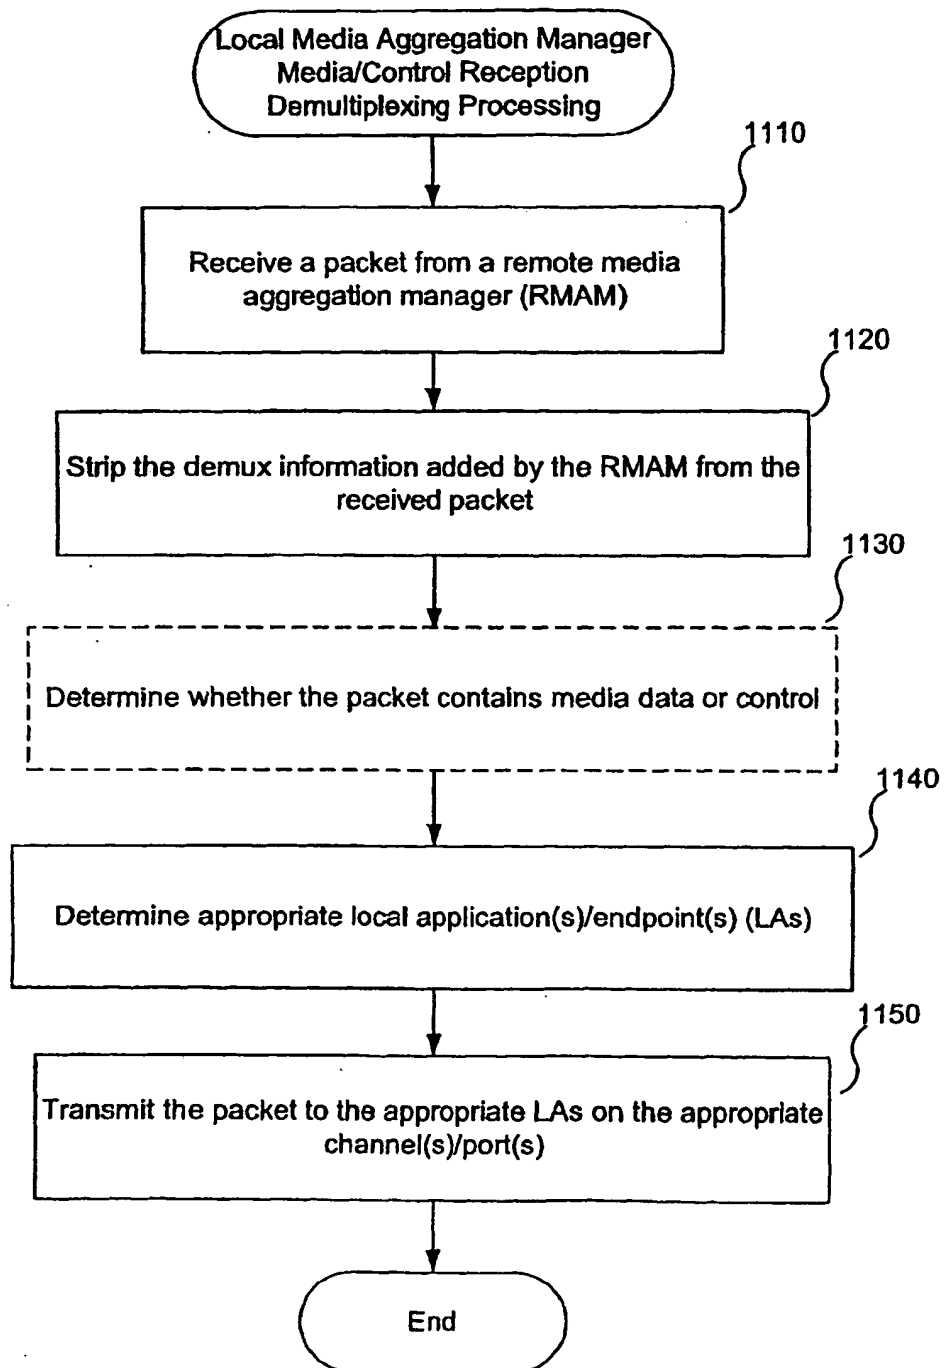 Local Media Aggregation Manager
Media/Control Reception
Demultiplexing Processing
1110
Receive a packet from a remote media
aggregation manager (RMAM)
1120
Strip the demux information added by the RMAM from the
received packet
1130
Determine whether the packet contains media data or control
1140
Determine appropriate local application(s)/endpoint(s) (LAs)
1150
Transmit the packet to the appropriate LAs on the appropriate
channel(s)/port(s)
End